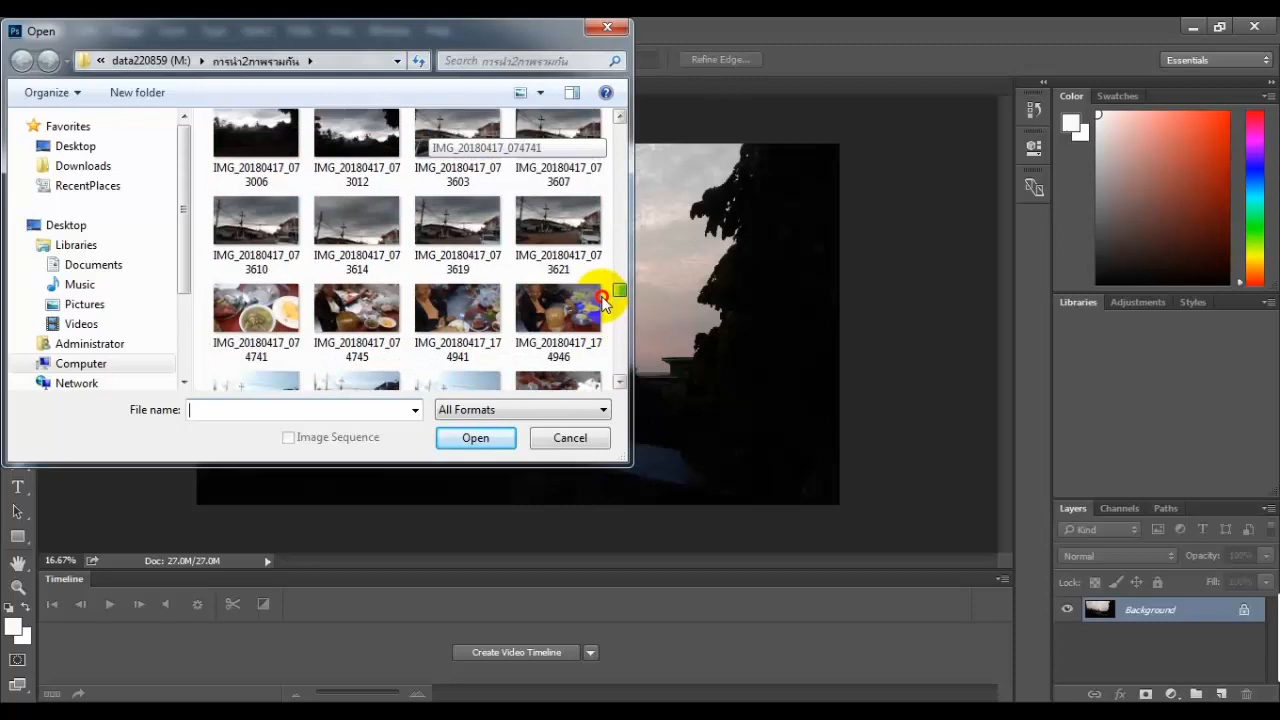 Open
data220859 (M:)
การนำ2ภาพรวมกัน
Search การนำ2ภาพรวมกัน
Refine Edge...
Essentials
Organize
New folder
Favorites
Desktop
Downloads
RecentPlaces
Desktop
Libraries
Documents
Music
Pictures
Videos
Administrator
Computer
Network
IMG_20180417_074741
IMG_20180417_07
3006
IMG_20180417_07
3012
IMG_20180417_07
3603
IMG_20180417_07
3607
IMG_20180417_07
3610
IMG_20180417_07
3614
IMG_20180417_07
3619
IMG_20180417_07
3621
IMG_20180417_07
4741
IMG_20180417_07
4745
IMG_20180417_17
4941
IMG_20180417_17
4946
File name:
All Formats
Image Sequence
Open
Cancel
Color
Swatches
Libraries
Adjustments
Styles
Layers
Channels
Paths
Kind
Normal
Opacity: 100%
Lock:
Fill: 100%
Background
16.67%
Doc: 27.0M/27.0M
Timeline
Create Video Timeline